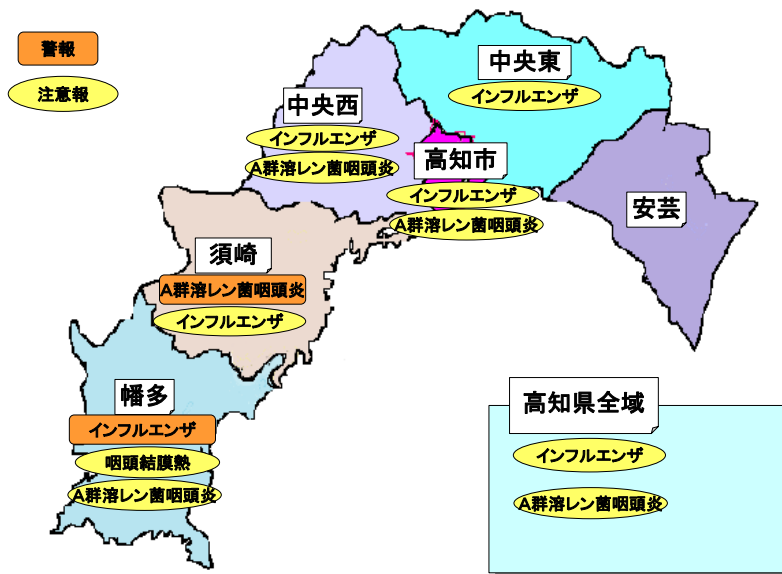 警報
注意報
中央東
インフルエンザ
中央西
インフルエンザ
A群溶レン菌咽頭炎
高知市
インフルエンザ
A群溶レン菌咽頭炎
安芸
須崎
A群溶レン菌咽頭炎
インフルエンザ
幡多
インフルエンザ
咽頭結膜熱
A群溶レン菌咽頭炎
高知県全域
インフルエンザ
A群溶レン菌咽頭炎